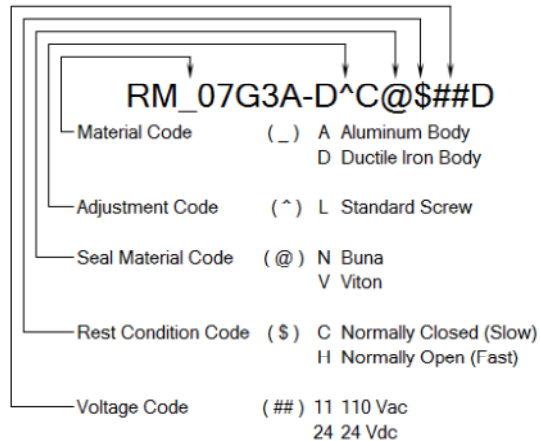 RM_07G3A-D^C@$##D
Material Code ( _ ) A Aluminum Body
D Ductile Iron Body
Adjustment Code ( ^ ) L Standard Screw
Seal Material Code ( @ ) N Buna
V Viton
Rest Condition Code ( $ ) C Normally Closed (Slow)
H Normally Open (Fast)
Voltage Code ( ## ) 11 110 Vac
24 24 Vdc